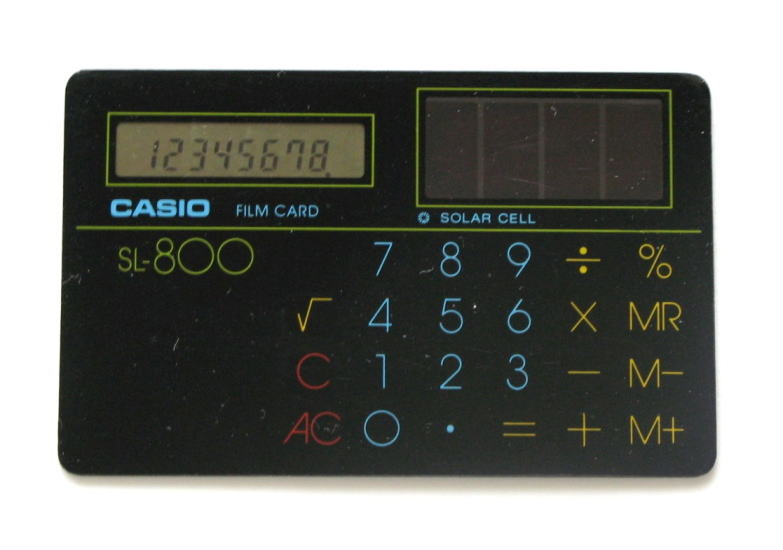 12345678.
CASIO FILM CARD
SOLAR CELL
SL-800
7 8 9 ÷ %
√ 4 5 6 × MR
C 1 2 3 − M−
AC 0 · = + M+